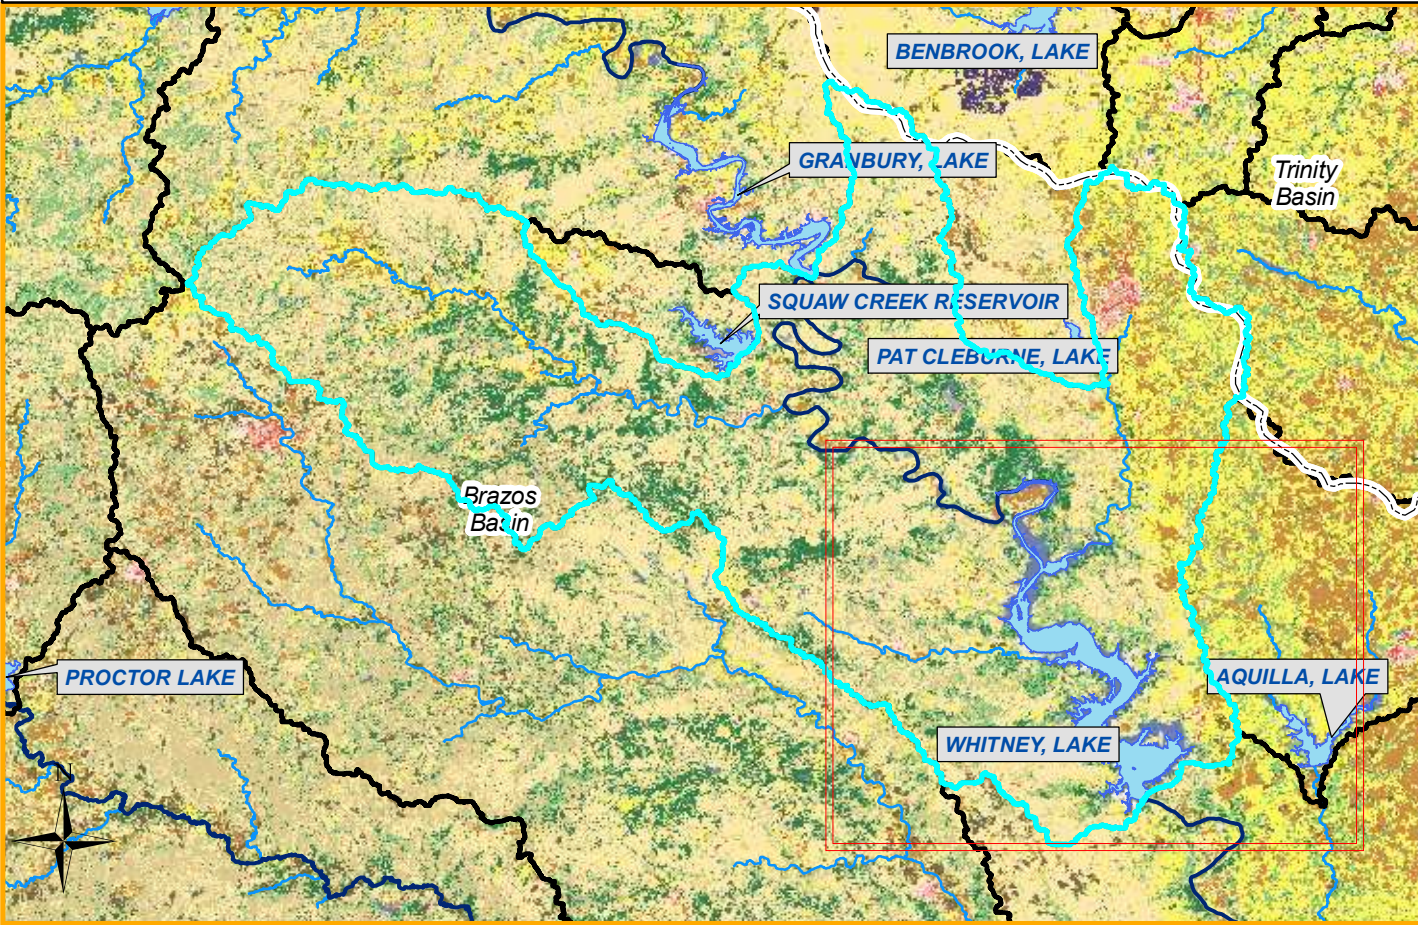 BENBROOK, LAKE
GRANBURY, LAKE
Trinity
Basin
SQUAW CREEK RESERVOIR
PAT CLEBURNE, LAKE
Brazos
Basin
PROCTOR LAKE
AQUILLA, LAKE
WHITNEY, LAKE
N